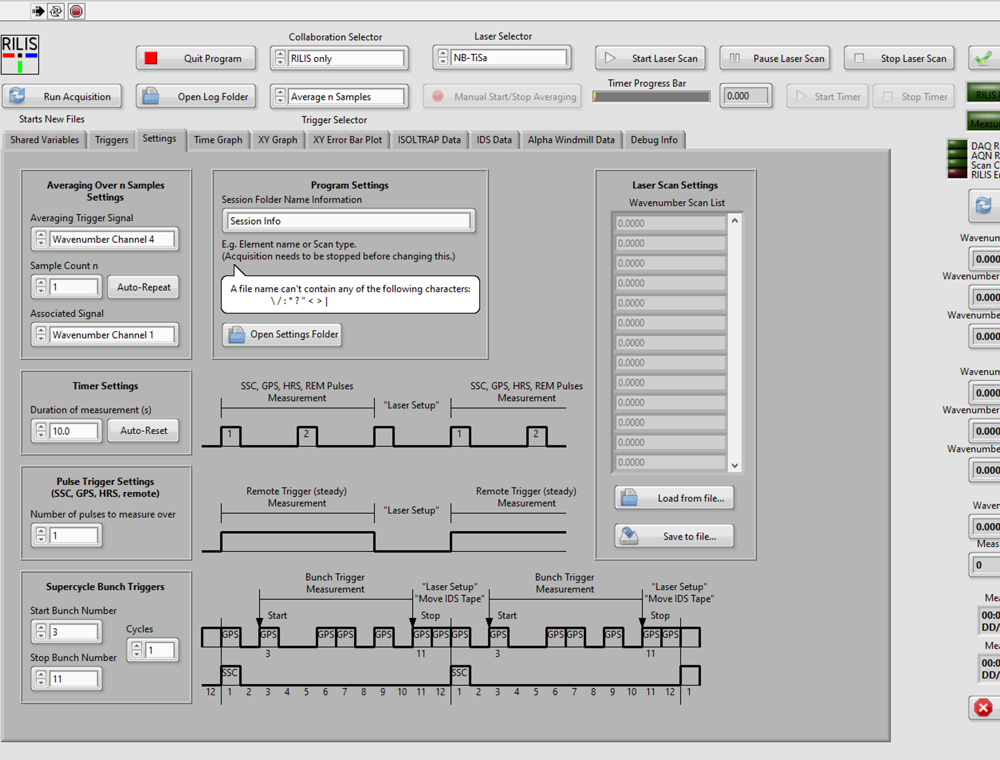 RILIS
Quit Program
Collaboration Selector
RILIS only
Laser Selector
NB-TiSa
Start Laser Scan
Pause Laser Scan
Stop Laser Scan
Run Acquisition
Starts New Files
Open Log Folder
Average n Samples
Trigger Selector
Manual Start/Stop Averaging
Timer Progress Bar
0.000
Start Timer
Stop Timer
RILIS
Shared Variables
Triggers
Settings
Time Graph
XY Graph
XY Error Bar Plot
ISOLTRAP Data
IDS Data
Alpha Windmill Data
Debug Info
Averaging Over n Samples
Settings
Averaging Trigger Signal
Wavenumber Channel 4
Sample Count n
1
Auto-Repeat
Associated Signal
Wavenumber Channel 1
Program Settings
Session Folder Name Information
Session Info
E.g. Element name or Scan type.
(Acquisition needs to be stopped before changing this.)
A file name can't contain any of the following characters:
\ / : * ? " < > |
Open Settings Folder
Timer Settings
Duration of measurement (s)
10.0
Auto-Reset
Pulse Trigger Settings
(SSC, GPS, HRS, remote)
Number of pulses to measure over
1
Supercycle Bunch Triggers
Start Bunch Number
3
Cycles
1
Stop Bunch Number
11
SSC, GPS, HRS, REM Pulses
Measurement
"Laser Setup"
SSC, GPS, HRS, REM Pulses
Measurement
1 2 1 2
Remote Trigger (steady)
Measurement
"Laser Setup"
Remote Trigger (steady)
Measurement
Bunch Trigger
Measurement
"Laser Setup"
"Move IDS Tape"
Bunch Trigger
Measurement
"Laser Setup"
"Move IDS Tape"
Start Stop Start Stop
GPS GPS GPS GPS GPS GPS GPS GPS GPS GPS GPS GPS GPS GPS
3 11 3 11
SSC SSC
12 1 2 3 4 5 6 7 8 9 10 11 12 1 2 3 4 5 6 7 8 9 10 11 12 1
Laser Scan Settings
Wavenumber Scan List
0.0000
0.0000
0.0000
0.0000
0.0000
0.0000
0.0000
0.0000
0.0000
0.0000
0.0000
0.0000
0.0000
Load from file...
Save to file...
Measu
DAQ R
AQN R
Scan C
RILIS E
Wavenum
0.000
Wavenumber
0.000
Wavenumbe
0.000
Wavenum
0.000
Wavenumber
0.000
Wavenumbe
0.000
Waven
0.000
Meas
0
Mea
00:0
DD/
Mea
00:0
DD/